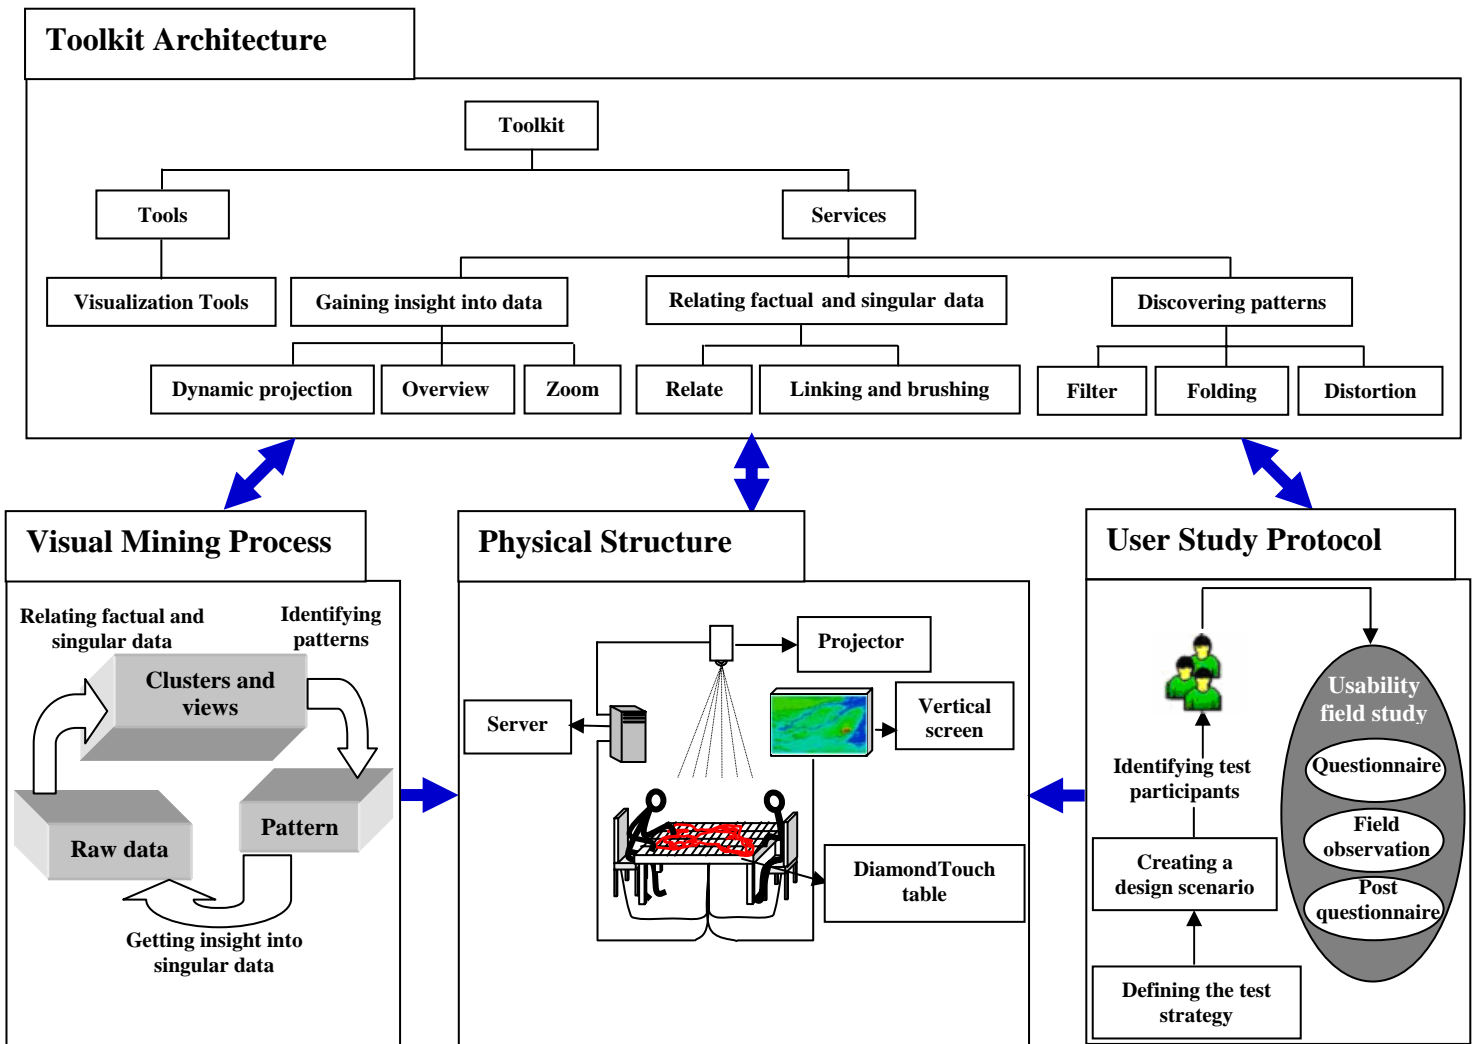 Toolkit Architecture
Toolkit
Tools
Services
Visualization Tools
Gaining insight into data
Relating factual and singular data
Discovering patterns
Dynamic projection
Overview
Zoom
Relate
Linking and brushing
Filter
Folding
Distortion
Visual Mining Process
Relating factual and
singular data
Identifying
patterns
Clusters and
views
Raw data
Pattern
Getting insight into
singular data
Physical Structure
Projector
Server
Vertical
screen
DiamondTouch
table
User Study Protocol
Usability
field study
Questionnaire
Field
observation
Post
questionnaire
Identifying test
participants
Creating a
design scenario
Defining the test
strategy